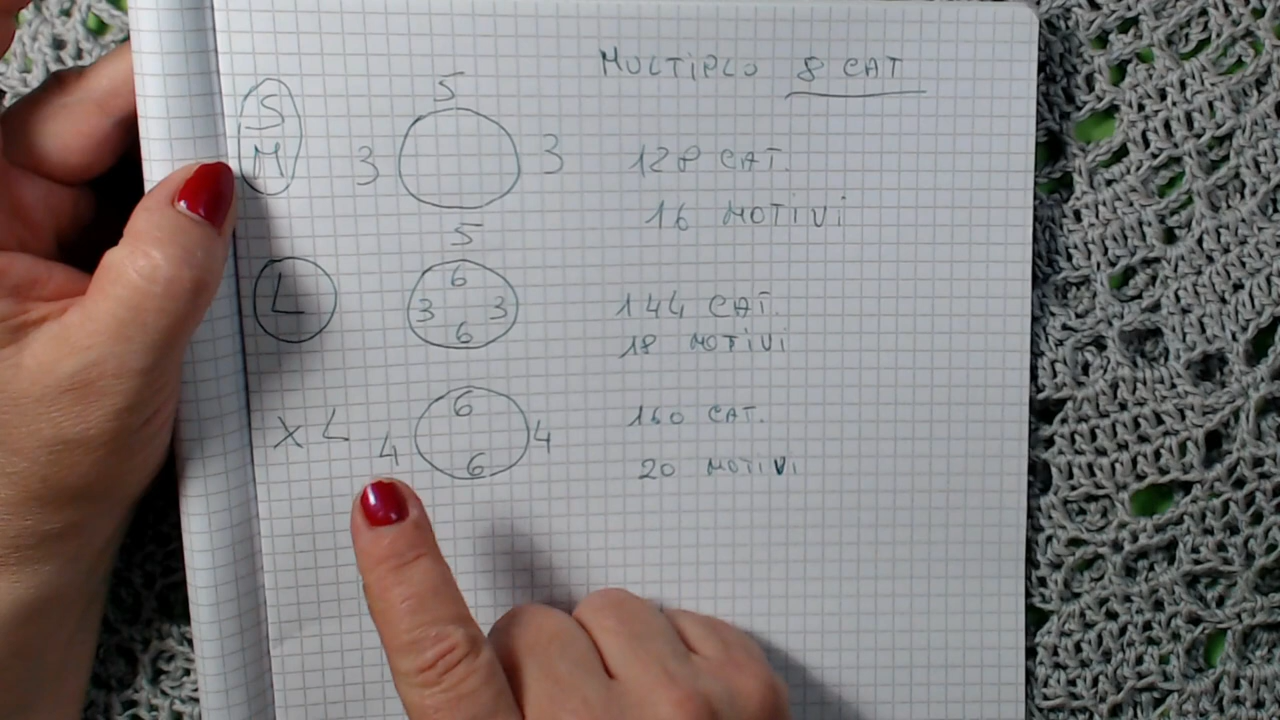 MULTIPLO 8 CAT
S
M
5
3 3
5
128 CAT.
16 MOTIVI
L
6
3 3
6
144 CAT.
18 MOTIVI
XL
6
4 4
6
160 CAT.
20 MOTIVI